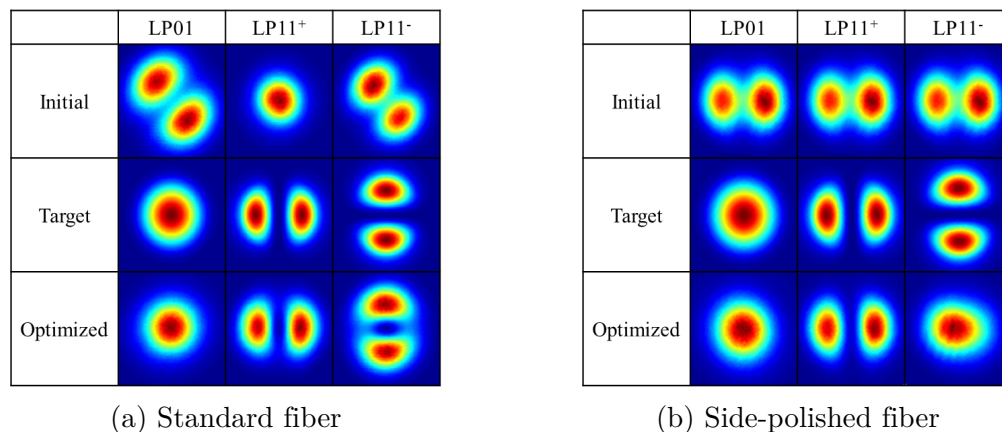 LP01 LP11⁺ LP11⁻
Initial
Target
Optimized
(a) Standard fiber
LP01 LP11⁺ LP11⁻
Initial
Target
Optimized
(b) Side-polished fiber